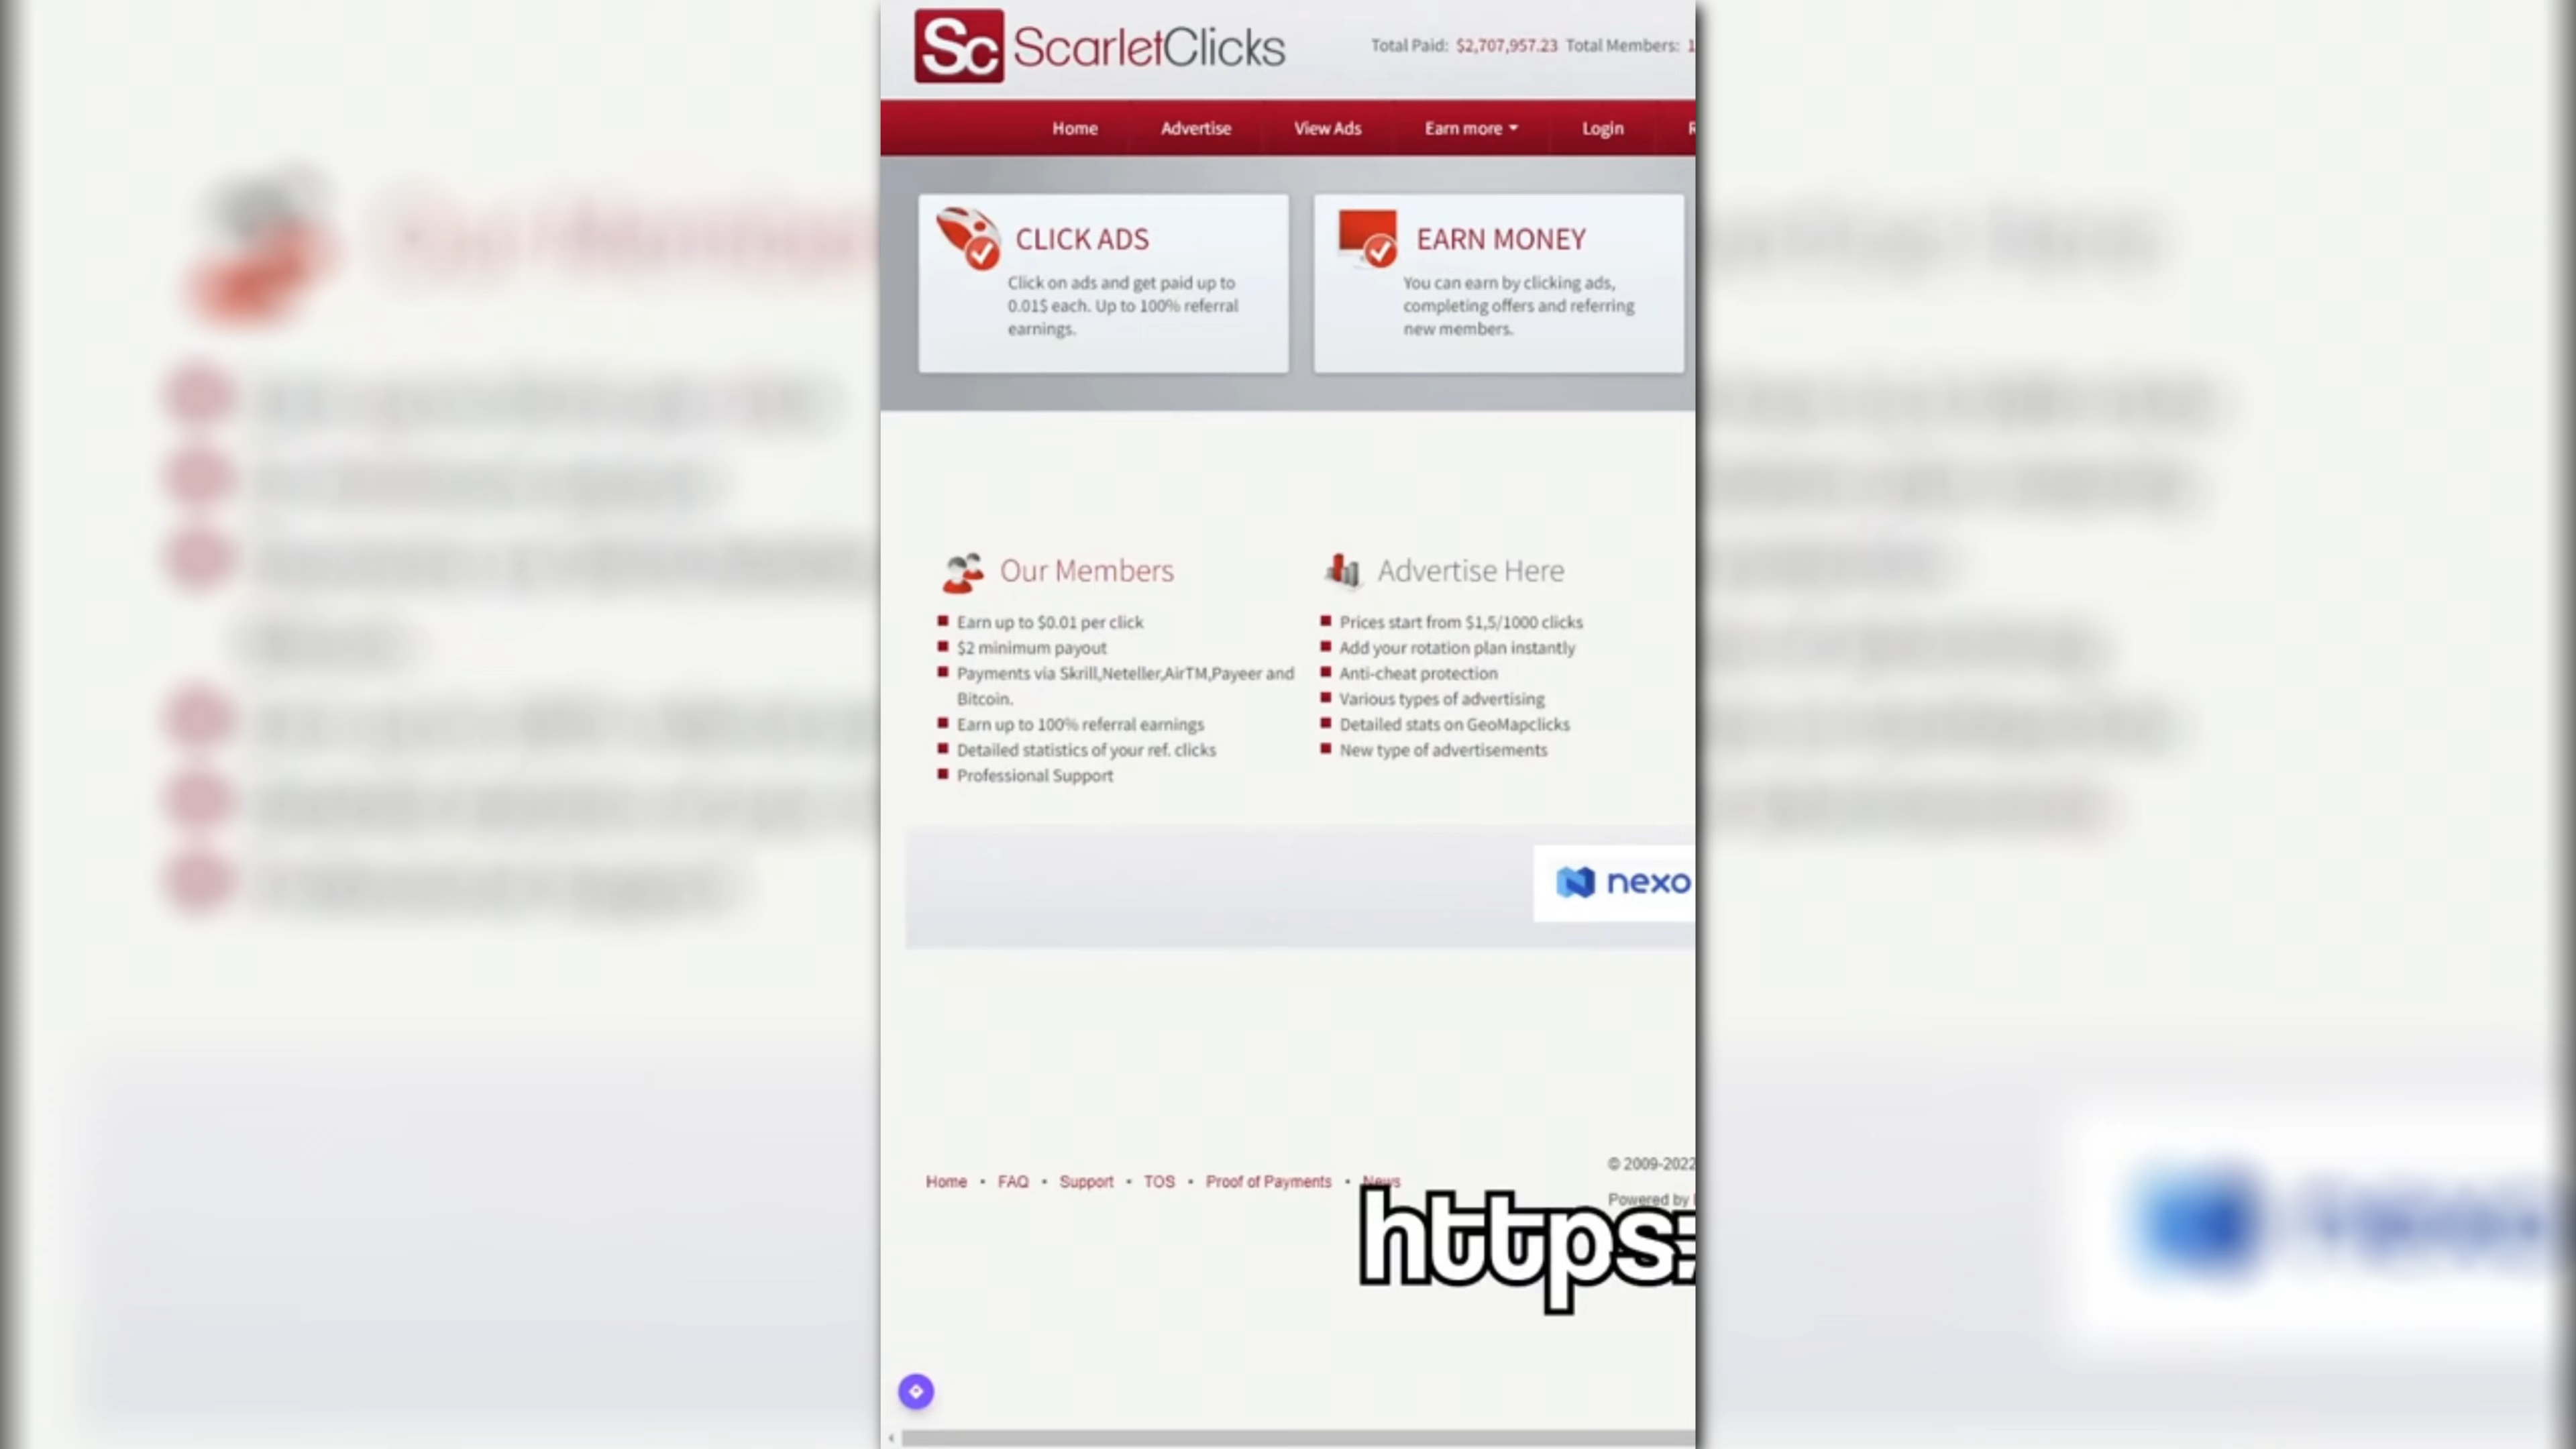 Sc ScarletClicks
Total Paid: $2,707,957.23 Total Members: 1
Home Advertise View Ads Earn more Login R
CLICK ADS
Click on ads and get paid up to
0.01$ each. Up to 100% referral
earnings.
EARN MONEY
You can earn by clicking ads,
completing offers and referring
new members.
Our Members
Earn up to $0.01 per click
$2 minimum payout
Payments via Skrill,Neteller,AirTM,Payeer and
Bitcoin.
Earn up to 100% referral earnings
Detailed statistics of your ref. clicks
Professional Support
Advertise Here
Prices start from $1,5/1000 clicks
Add your rotation plan instantly
Anti-cheat protection
Various types of advertising
Detailed stats on GeoMapclicks
New type of advertisements
nexo
© 2009-2022
Home • FAQ • Support • TOS • Proof of Payments • News
Powered by
https: